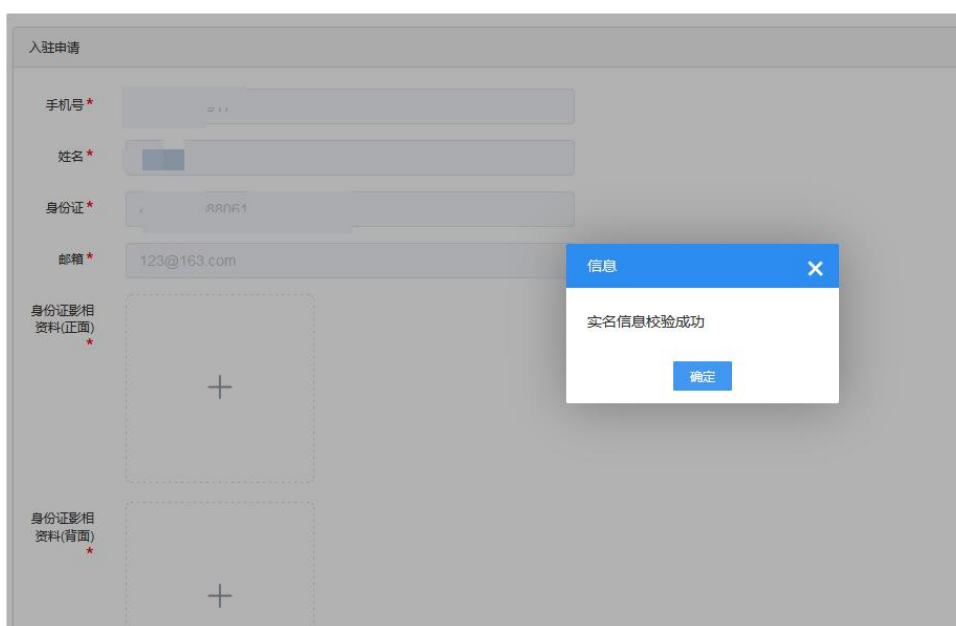 入驻申请
手机号*
姓名*
身份证*
88061
邮箱*
123@163.com
身份证影相
资料(正面)
*
身份证影相
资料(背面)
*
信息
实名信息校验成功
确定